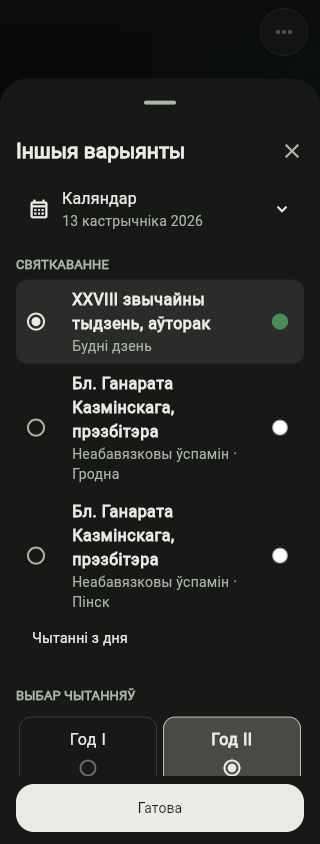 Іншыя варыянты
Каляндар
13 кастрычніка 2026
СВЯТКАВАННЕ
XXVIII звычайны
тыдзень, аўторак
Будні дзень
Бл. Ганарата
Казмінскага,
прэзбітэра
Неабавязковы ўспамін ·
Гродна
Бл. Ганарата
Казмінскага,
прэзбітэра
Неабавязковы ўспамін ·
Пінск
Чытанні з дня
ВЫБАР ЧЫТАННЯЎ
Год I
Год II
Гатова